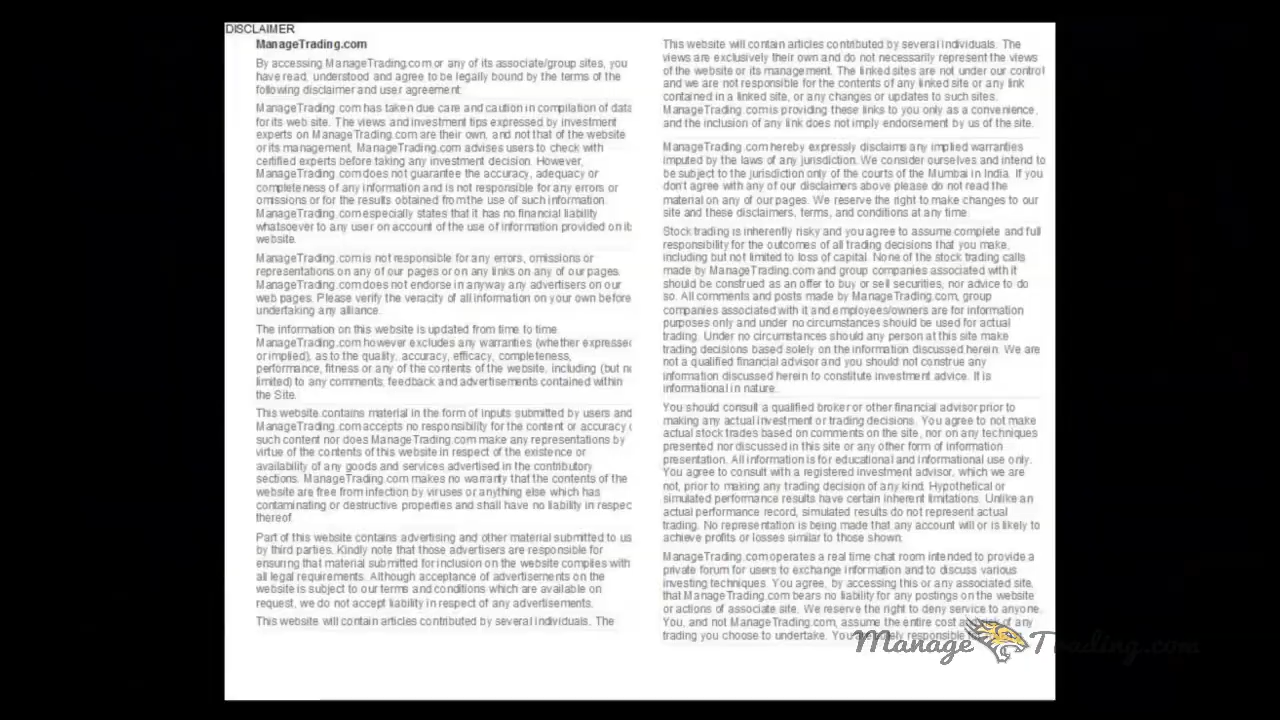 DISCLAIMER
ManageTrading.com
By accessing ManageTrading.com or any of its associate/group sites, you
have read, understood and agree to be legally bound by the terms of the
following disclaimer and user agreement:
ManageTrading.com has taken due care and caution in compilation of data
for its web site. The views and investment tips expressed by investment
experts on ManageTrading.com are their own, and not that of the website
or its management. ManageTrading.com advises users to check with
certified experts before taking any investment decision. However,
ManageTrading.com does not guarantee the accuracy, adequacy or
completeness of any information and is not responsible for any errors or
omissions or for the results obtained from the use of such information.
ManageTrading.com especially states that it has no financial liability
whatsoever to any user on account of the use of information provided on its
website.
ManageTrading.com is not responsible for any errors, omissions or
representations on any of our pages or on any links on any of our pages.
ManageTrading.com does not endorse in anyway any advertisers on our
web pages. Please verify the veracity of all information on your own before
undertaking any alliance.
The information on this website is updated from time to time.
ManageTrading.com however excludes any warranties (whether expressed
or implied), as to the quality, accuracy, efficacy, completeness,
performance, fitness or any of the contents of the website, including (but no
limited) to any comments, feedback and advertisements contained within
the Site.
This website contains material in the form of inputs submitted by users and
ManageTrading.com accepts no responsibility for the content or accuracy o
such content nor does ManageTrading.com make any representations by
virtue of the contents of this website in respect of the existence or
availability of any goods and services advertised in the contributory
sections. ManageTrading.com makes no warranty that the contents of the
website are free from infection by viruses or anything else which has
contaminating or destructive properties and shall have no liability in respec
thereof
Part of this website contains advertising and other material submitted to us
by third parties. Kindly note that those advertisers are responsible for
ensuring that material submitted for inclusion on the website complies with
all legal requirements. Although acceptance of advertisements on the
website is subject to our terms and conditions which are available on
request, we do not accept liability in respect of any advertisements.
This website will contain articles contributed by several individuals. The
This website will contain articles contributed by several individuals. The
views are exclusively their own and do not necessarily represent the views
of the website or its management. The linked sites are not under our control
and we are not responsible for the contents of any linked site or any link
contained in a linked site, or any changes or updates to such sites.
ManageTrading.com is providing these links to you only as a convenience,
and the inclusion of any link does not imply endorsement by us of the site.
ManageTrading.com hereby expressly disclaims any implied warranties
imputed by the laws of any jurisdiction. We consider ourselves and intend to
be subject to the jurisdiction only of the courts of the Mumbai in India. If you
don't agree with any of our disclaimers above please do not read the
material on any of our pages. We reserve the right to make changes to our
site and these disclaimers, terms, and conditions at any time.
Stock trading is inherently risky and you agree to assume complete and full
responsibility for the outcomes of all trading decisions that you make,
including but not limited to loss of capital. None of the stock trading calls
made by ManageTrading.com and group companies associated with it
should be construed as an offer to buy or sell securities, nor advice to do
so. All comments and posts made by ManageTrading.com, group
companies associated with it and employees/owners are for information
purposes only and under no circumstances should be used for actual
trading. Under no circumstances should any person at this site make
trading decisions based solely on the information discussed herein. We are
not a qualified financial advisor and you should not construe any
information discussed herein to constitute investment advice. It is
informational in nature.
You should consult a qualified broker or other financial advisor prior to
making any actual investment or trading decisions. You agree to not make
actual stock trades based on comments on the site, nor on any techniques
presented nor discussed in this site or any other form of information
presentation. All information is for educational and informational use only.
You agree to consult with a registered investment advisor, which we are
not, prior to making any trading decision of any kind. Hypothetical or
simulated performance results have certain inherent limitations. Unlike an
actual performance record, simulated results do not represent actual
trading. No representation is being made that any account will or is likely to
achieve profits or losses similar to those shown.
ManageTrading.com operates a real time chat room intended to provide a
private forum for users to exchange information and to discuss various
investing techniques. You agree, by accessing this or any associated site,
that ManageTrading.com bears no liability for any postings on the website
or actions of associate site. We reserve the right to deny service to anyone.
You, and not ManageTrading.com, assume the entire cost and risk of any
trading you choose to undertake. You are solely responsible
Manage Trading.com